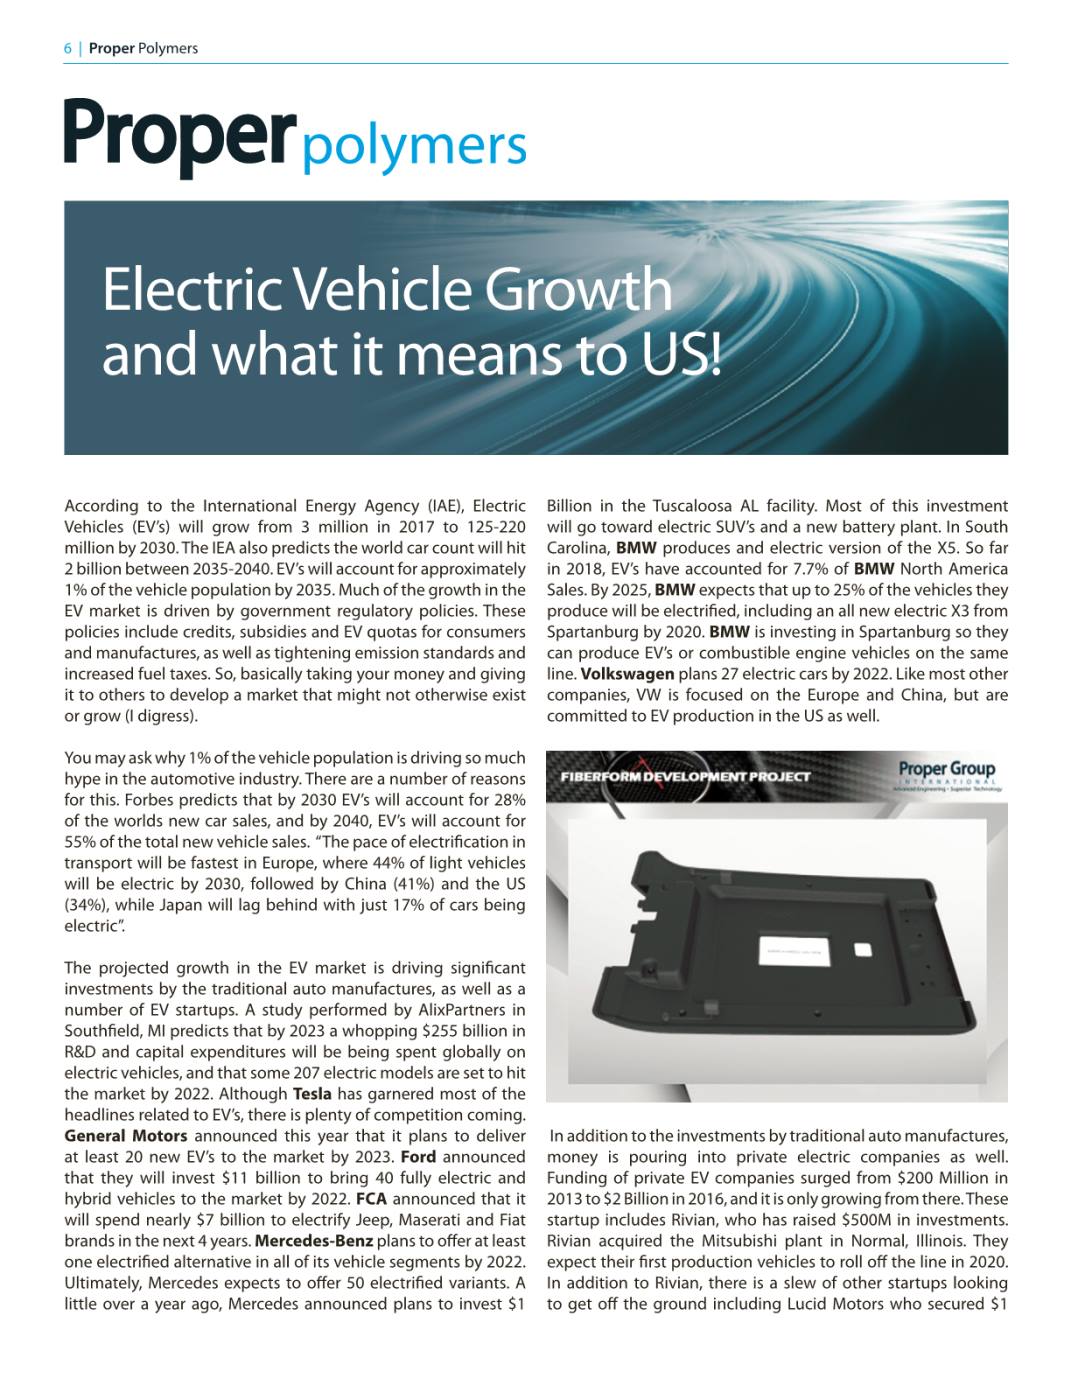 6 | Proper Polymers
Proper polymers
Electric Vehicle Growth
and what it means to US!
According to the International Energy Agency (IAE), Electric
Vehicles (EV's) will grow from 3 million in 2017 to 125-220
million by 2030. The IEA also predicts the world car count will hit
2 billion between 2035-2040. EV's will account for approximately
1% of the vehicle population by 2035. Much of the growth in the
EV market is driven by government regulatory policies. These
policies include credits, subsidies and EV quotas for consumers
and manufactures, as well as tightening emission standards and
increased fuel taxes. So, basically taking your money and giving
it to others to develop a market that might not otherwise exist
or grow (I digress).
You may ask why 1% of the vehicle population is driving so much
hype in the automotive industry. There are a number of reasons
for this. Forbes predicts that by 2030 EV's will account for 28%
of the worlds new car sales, and by 2040, EV's will account for
55% of the total new vehicle sales. “The pace of electrification in
transport will be fastest in Europe, where 44% of light vehicles
will be electric by 2030, followed by China (41%) and the US
(34%), while Japan will lag behind with just 17% of cars being
electric”.
The projected growth in the EV market is driving significant
investments by the traditional auto manufactures, as well as a
number of EV startups. A study performed by AlixPartners in
Southfield, MI predicts that by 2023 a whopping $255 billion in
R&D and capital expenditures will be being spent globally on
electric vehicles, and that some 207 electric models are set to hit
the market by 2022. Although Tesla has garnered most of the
headlines related to EV's, there is plenty of competition coming.
General Motors announced this year that it plans to deliver
at least 20 new EV's to the market by 2023. Ford announced
that they will invest $11 billion to bring 40 fully electric and
hybrid vehicles to the market by 2022. FCA announced that it
will spend nearly $7 billion to electrify Jeep, Maserati and Fiat
brands in the next 4 years. Mercedes-Benz plans to offer at least
one electrified alternative in all of its vehicle segments by 2022.
Ultimately, Mercedes expects to offer 50 electrified variants. A
little over a year ago, Mercedes announced plans to invest $1
Billion in the Tuscaloosa AL facility. Most of this investment
will go toward electric SUV's and a new battery plant. In South
Carolina, BMW produces and electric version of the X5. So far
in 2018, EV's have accounted for 7.7% of BMW North America
Sales. By 2025, BMW expects that up to 25% of the vehicles they
produce will be electrified, including an all new electric X3 from
Spartanburg by 2020. BMW is investing in Spartanburg so they
can produce EV's or combustible engine vehicles on the same
line. Volkswagen plans 27 electric cars by 2022. Like most other
companies, VW is focused on the Europe and China, but are
committed to EV production in the US as well.
FIBERFORM DEVELOPMENT PROJECT
Proper Group
INTERNATIONAL
Advanced Engineering • Superior Technology
In addition to the investments by traditional auto manufactures,
money is pouring into private electric companies as well.
Funding of private EV companies surged from $200 Million in
2013 to $2 Billion in 2016, and it is only growing from there. These
startup includes Rivian, who has raised $500M in investments.
Rivian acquired the Mitsubishi plant in Normal, Illinois. They
expect their first production vehicles to roll off the line in 2020.
In addition to Rivian, there is a slew of other startups looking
to get off the ground including Lucid Motors who secured $1